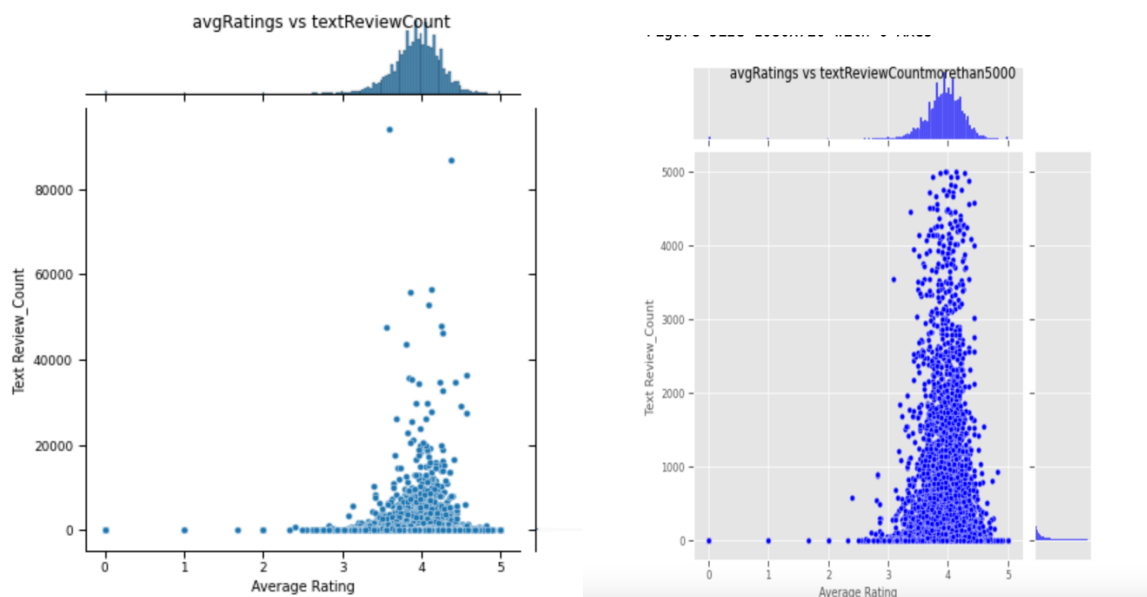 avgRatings vs textReviewCount
80000
60000
40000
20000
0
Text Review_Count
0 1 2 3 4 5
Average Rating
avgRatings vs textReviewCountmorethan5000
5000
4000
3000
2000
1000
0
Text Review_Count
0 1 2 3 4 5
Average Rating